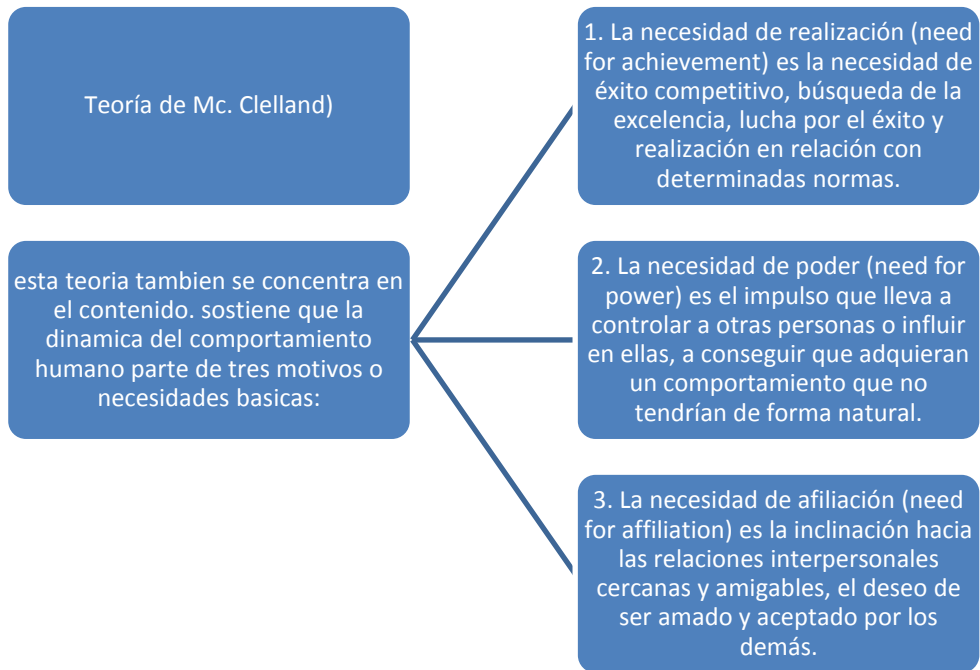 Teoría de Mc. Clelland)
esta teoria tambien se concentra en
el contenido. sostiene que la
dinamica del comportamiento
humano parte de tres motivos o
necesidades basicas:
1. La necesidad de realización (need
for achievement) es la necesidad de
éxito competitivo, búsqueda de la
excelencia, lucha por el éxito y
realización en relación con
determinadas normas.
2. La necesidad de poder (need for
power) es el impulso que lleva a
controlar a otras personas o influir
en ellas, a conseguir que adquieran
un comportamiento que no
tendrían de forma natural.
3. La necesidad de afiliación (need
for affiliation) es la inclinación hacia
las relaciones interpersonales
cercanas y amigables, el deseo de
ser amado y aceptado por los
demás.